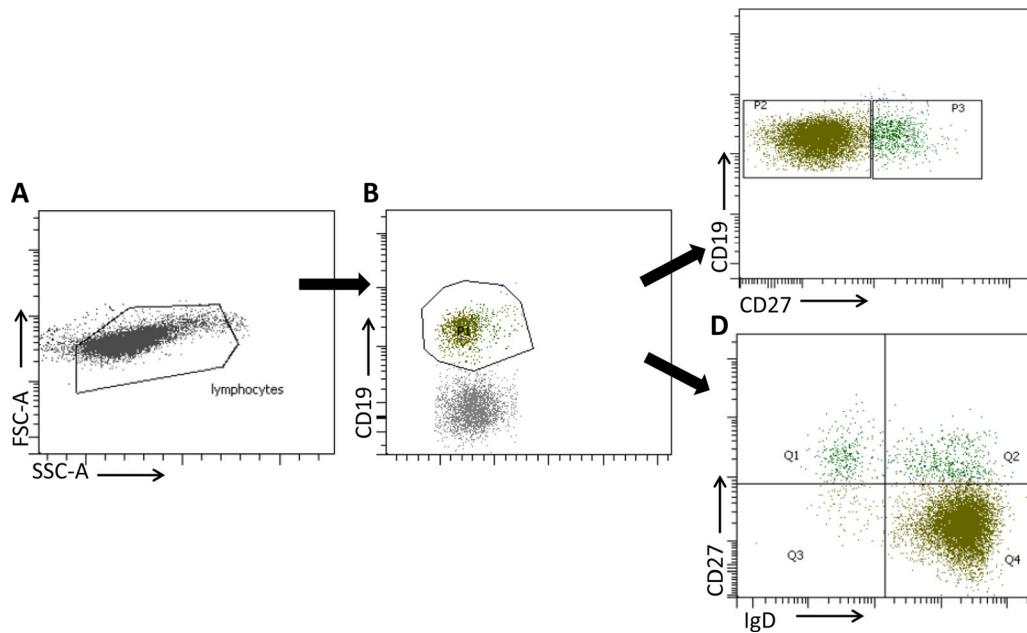 A
FSC-A
lymphocytes
SSC-A
B
CD19
P1
P2
P3
CD19
CD27
D
Q1
Q2
CD27
Q3
Q4
IgD